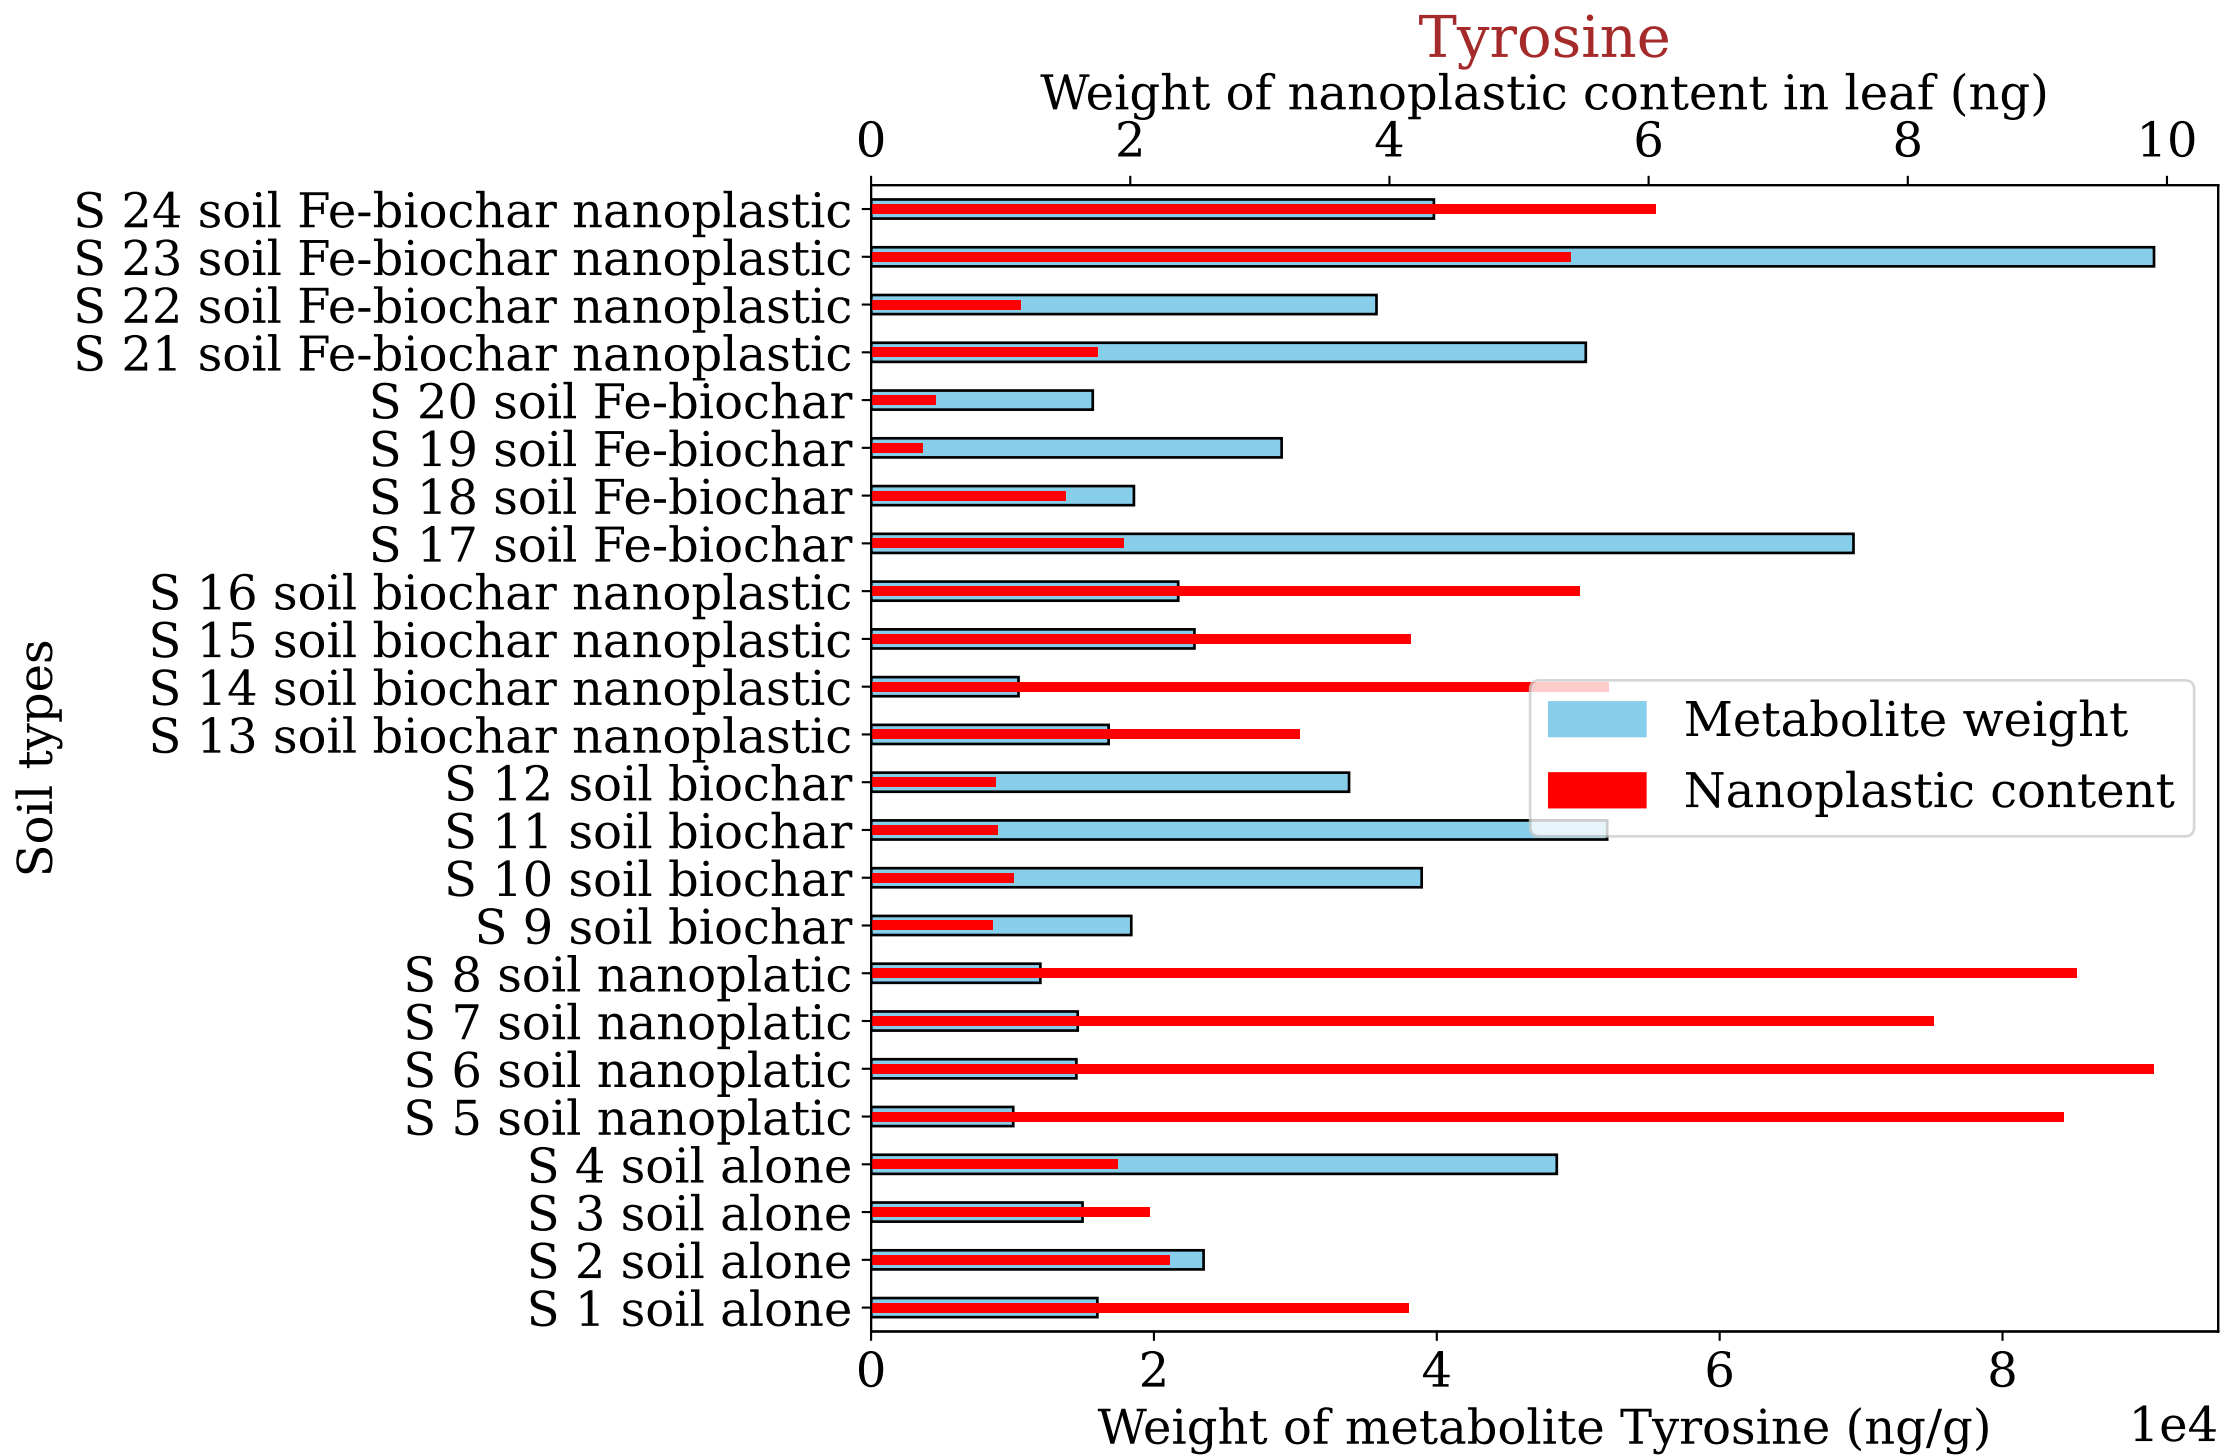 Tyrosine
Weight of nanoplastic content in leaf (ng)
0 2 4 6 8 10
S 24 soil Fe-biochar nanoplastic
S 23 soil Fe-biochar nanoplastic
S 22 soil Fe-biochar nanoplastic
S 21 soil Fe-biochar nanoplastic
S 20 soil Fe-biochar
S 19 soil Fe-biochar
S 18 soil Fe-biochar
S 17 soil Fe-biochar
S 16 soil biochar nanoplastic
S 15 soil biochar nanoplastic
S 14 soil biochar nanoplastic
S 13 soil biochar nanoplastic
S 12 soil biochar
S 11 soil biochar
S 10 soil biochar
S 9 soil biochar
S 8 soil nanoplatic
S 7 soil nanoplatic
S 6 soil nanoplatic
S 5 soil nanoplatic
S 4 soil alone
S 3 soil alone
S 2 soil alone
S 1 soil alone
Soil types
Metabolite weight
Nanoplastic content
0 2 4 6 8
Weight of metabolite Tyrosine (ng/g)
1e4